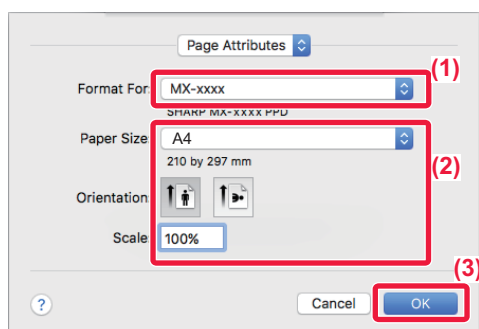 Page Attributes
(1)
Format For: MX-xxxx
SHARP MX-xxxx PPD
Paper Size: A4
210 by 297 mm
(2)
Orientation:
Scale: 100%
(3)
? Cancel OK